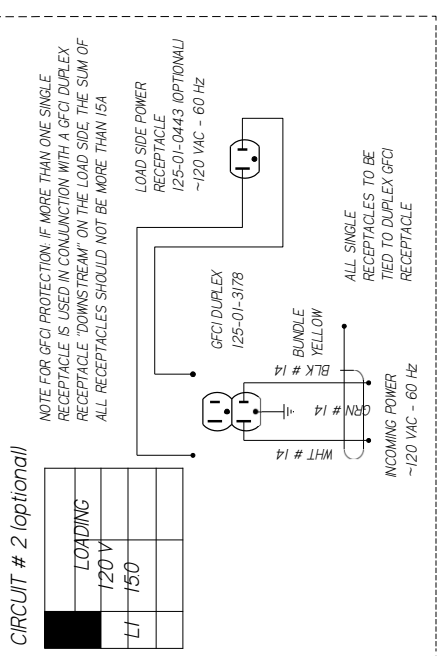 CIRCUIT # 2 (optional)
LOADING
120 V
L1 15.0
NOTE FOR GFCI PROTECTION: IF MORE THAN ONE SINGLE
RECEPTACLE IS USED IN CONJUNCTION WITH A GFCI DUPLEX
RECEPTACLE "DOWNSTREAM" ON THE LOAD SIDE, THE SUM OF
ALL RECEPTACLES SHOULD NOT BE MORE THAN 15A
LOAD SIDE POWER
RECEPTACLE
125-01-0443 (OPTIONAL)
~120 VAC - 60 Hz
GFCI DUPLEX
125-01-3178
WHT # 14
GRN # 14
BLK # 14
BUNDLE
YELLOW
INCOMING POWER
~120 VAC - 60 Hz
ALL SINGLE
RECEPTACLES TO BE
TIED TO DUPLEX GFCI
RECEPTACLE